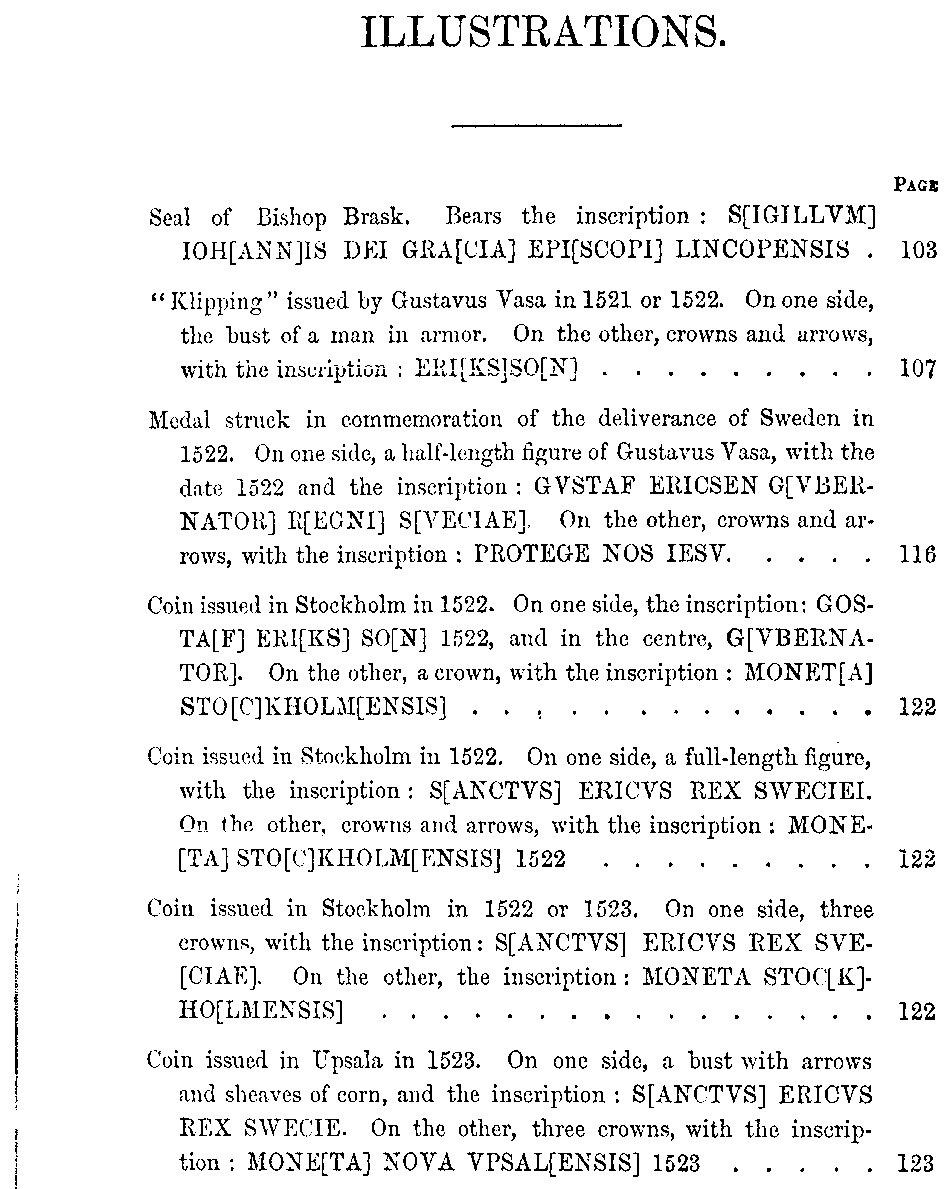 ILLUSTRATIONS.
PAGE
Seal of Bishop Brask. Bears the inscription : S[IGILLVM]
IOH[ANN]IS DEI GRA[CIA] EPI[SCOPI] LINCOPENSIS . 103
“Klipping” issued by Gustavus Vasa in 1521 or 1522. On one side,
the bust of a man in armor. On the other, crowns and arrows,
with the inscription : ERI[KS]SO[N] . . . . . . . . . 107
Medal struck in commemoration of the deliverance of Sweden in
1522. On one side, a half-length figure of Gustavus Vasa, with the
date 1522 and the inscription : GVSTAF ERICSEN G[VBER-
NATOR] R[EGNI] S[VECIAE]. On the other, crowns and ar-
rows, with the inscription : PROTEGE NOS IESV. . . . . 116
Coin issued in Stockholm in 1522. On one side, the inscription: GOS-
TA[F] ERI[KS] SO[N] 1522, and in the centre, G[VBERNA-
TOR]. On the other, a crown, with the inscription : MONET[A]
STO[C]KHOLM[ENSIS] . . . . . . . . . . . . . 122
Coin issued in Stockholm in 1522. On one side, a full-length figure,
with the inscription : S[ANCTVS] ERICVS REX SWECIEI.
On the other, crowns and arrows, with the inscription : MONE-
[TA] STO[C]KHOLM[ENSIS] 1522 . . . . . . . . . 122
Coin issued in Stockholm in 1522 or 1523. On one side, three
crowns, with the inscription : S[ANCTVS] ERICVS REX SVE-
[CIAE]. On the other, the inscription : MONETA STOC[K]-
HO[LMENSIS] . . . . . . . . . . . . . . . . 122
Coin issued in Upsala in 1523. On one side, a bust with arrows
and sheaves of corn, and the inscription : S[ANCTVS] ERICVS
REX SWECIE. On the other, three crowns, with the inscrip-
tion : MONE[TA] NOVA VPSAL[ENSIS] 1523 . . . . . 123